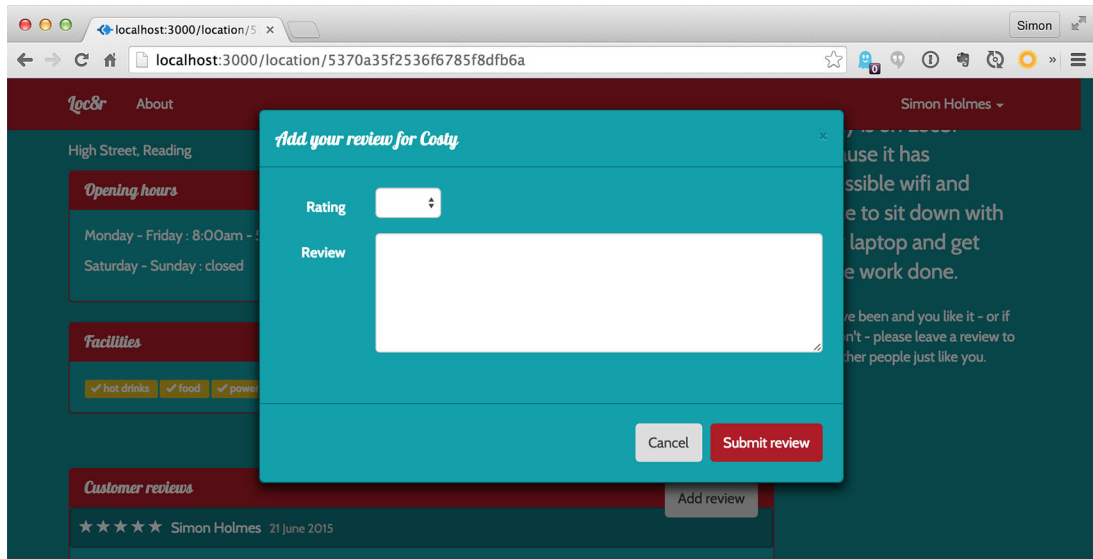 localhost:3000/location/5
Simon
localhost:3000/location/5370a35f2536f6785f8dfb6a
0
Loc8r About Simon Holmes
High Street, Reading
Opening hours
Monday - Friday : 8:00am -
Saturday - Sunday : closed
Facilities
hot drinks food power
Customer reviews
Add review
Simon Holmes 21 June 2015
Add your review for Costy
×
Rating
Review
Cancel Submit review
it has
wifi and
to sit down with
laptop and get
work done.
been and you like it - or if
- please leave a review to
people just like you.